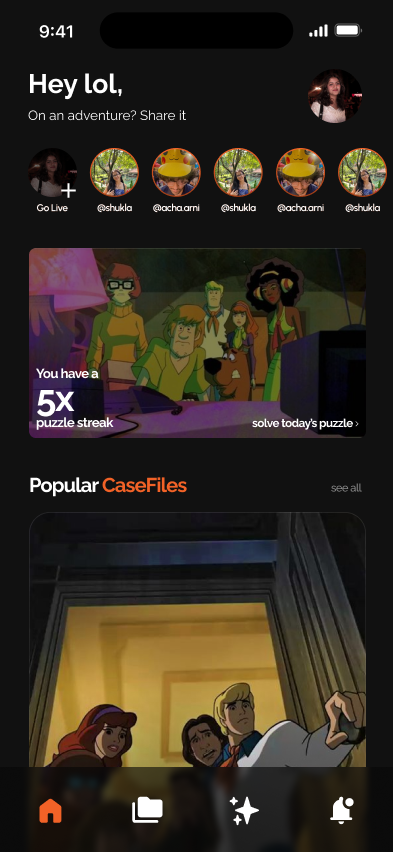 9:41
Hey lol,
On an adventure? Share it
Go Live
@shukla
@acha.arni
@shukla
@acha.arni
@shukla
You have a
5x
puzzle streak
solve today's puzzle ›
Popular CaseFiles
see all